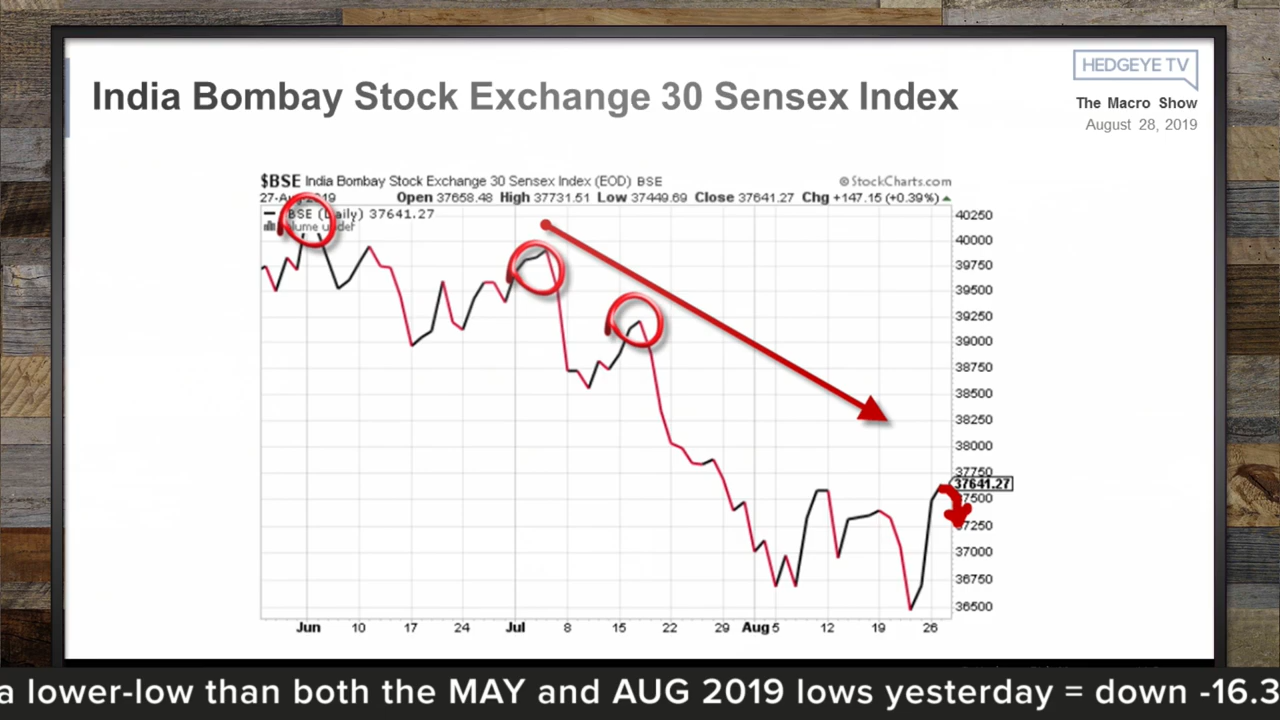 India Bombay Stock Exchange 30 Sensex Index
HEDGEYE TV
The Macro Show
August 28, 2019
$BSE India Bombay Stock Exchange 30 Sensex Index (EOD) BSE
© StockCharts.com
27-Aug-2019 Open 37658.48 High 37731.51 Low 37449.69 Close 37641.27 Chg +147.15 (+0.39%)
BSE (Daily) 37641.27
40250
40000
39750
39500
39250
39000
38750
38500
38250
38000
37750
37641.27
37500
37250
37000
36750
36500
Jun 10 17 24 Jul 8 15 22 29 Aug 5 12 19 26
a lower-low than both the MAY and AUG 2019 lows yesterday = down -16.3